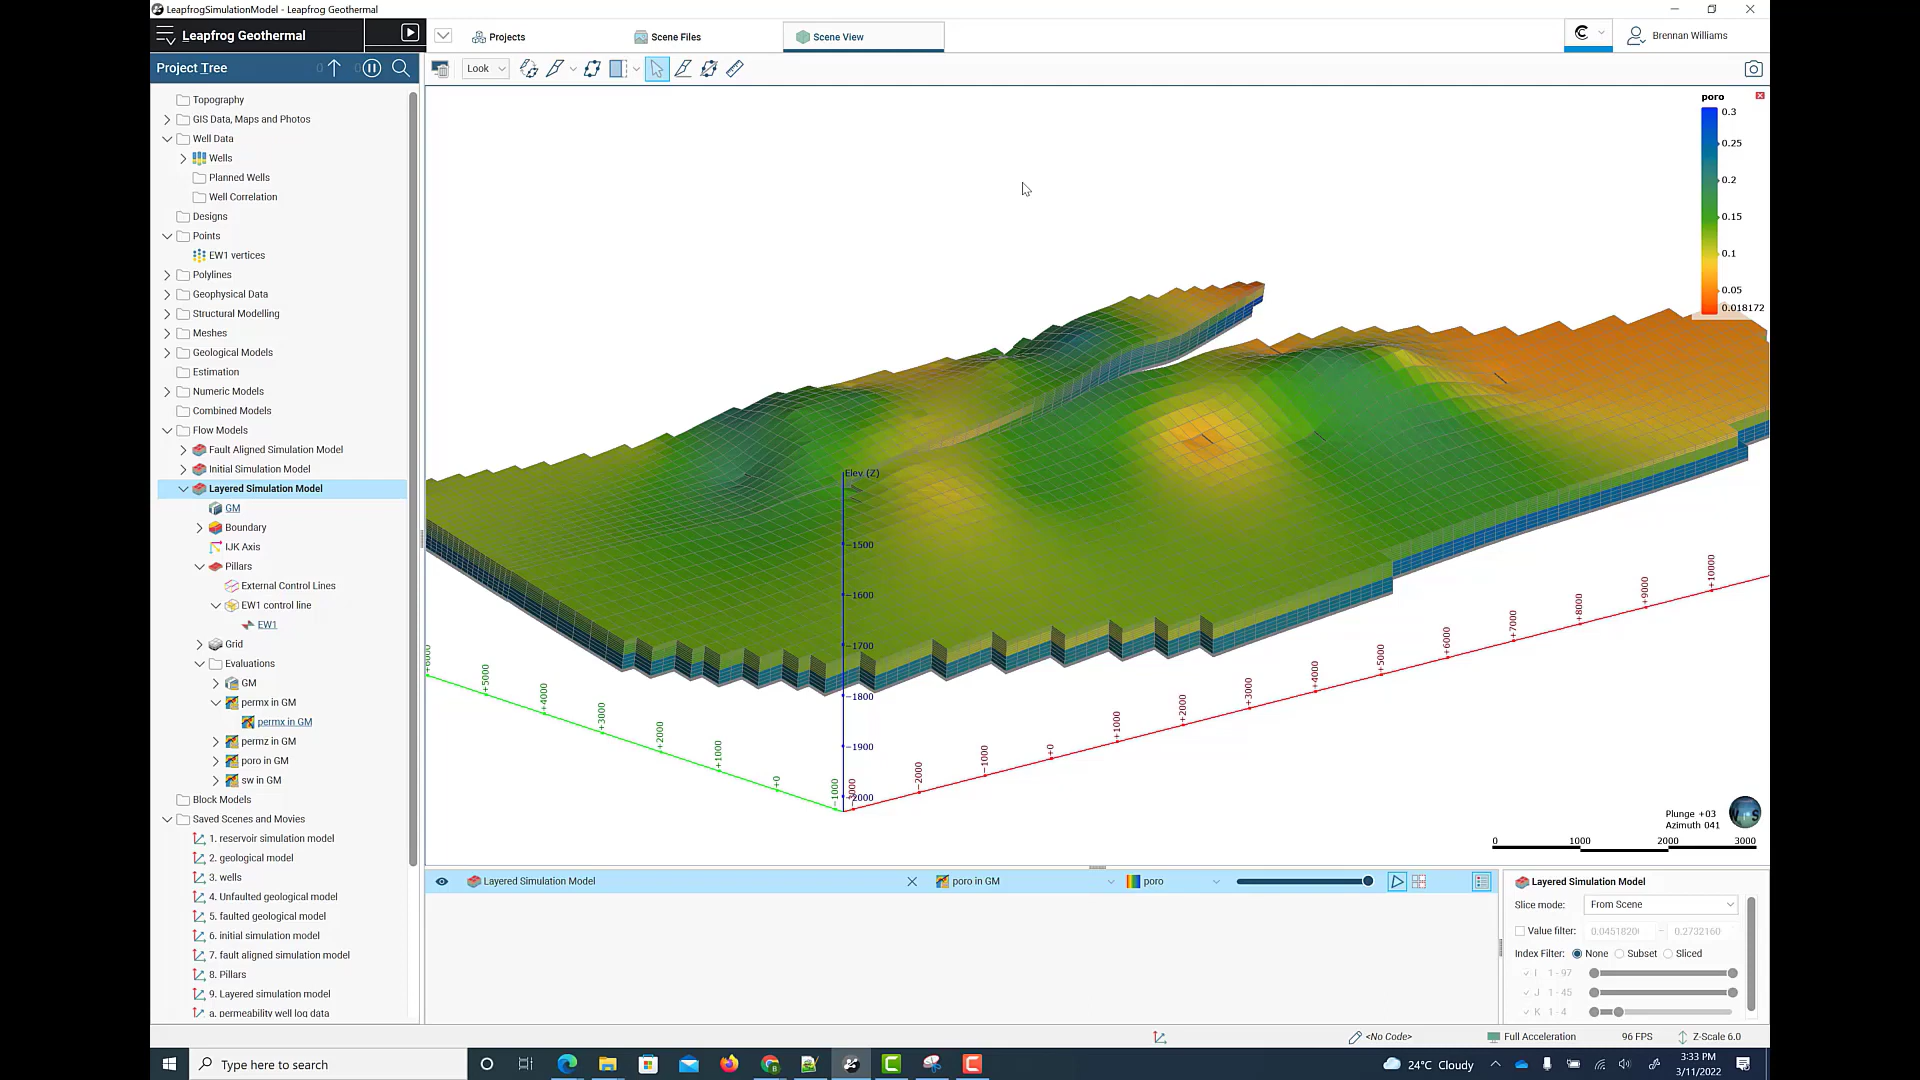 LeapfrogSimulationModel - Leapfrog Geothermal
Leapfrog Geothermal
Projects
Scene Files
Scene View
Brennan Williams
Project Tree
0
Look
Topography
GIS Data, Maps and Photos
Well Data
Wells
Planned Wells
Well Correlation
Designs
Points
EW1 vertices
Polylines
Geophysical Data
Structural Modelling
Meshes
Geological Models
Estimation
Numeric Models
Combined Models
Flow Models
Fault Aligned Simulation Model
Initial Simulation Model
Layered Simulation Model
GM
Boundary
IJK Axis
Pillars
External Control Lines
EW1 control line
EW1
Grid
Evaluations
GM
permx in GM
permx in GM
permz in GM
poro in GM
sw in GM
Block Models
Saved Scenes and Movies
1. reservoir simulation model
2. geological model
3. wells
4. Unfaulted geological model
5. faulted geological model
6. initial simulation model
7. fault aligned simulation model
8. Pillars
9. Layered simulation model
a. permeability well log data
poro
0.3
0.25
0.2
0.15
0.1
0.05
0.018172
Elev (Z)
-1500
-1600
-1700
-1800
-1900
-2000
+5000
+4000
+3000
+2000
+1000
+0
-1000
-2000
-1000
+0
+1000
+2000
+3000
+4000
+5000
+6000
+7000
+8000
+9000
+10000
Plunge +03
Azimuth 041
0 1000 2000 3000
Layered Simulation Model
poro in GM
poro
Layered Simulation Model
Slice mode: From Scene
Value filter: 0.0451820 – 0.2732160
Index Filter: None Subset Sliced
I 1 - 97
J 1 - 45
K 1 - 4
<No Code>
Full Acceleration
96 FPS
Z-Scale 6.0
Type here to search
24°C Cloudy
3:33 PM
3/11/2022